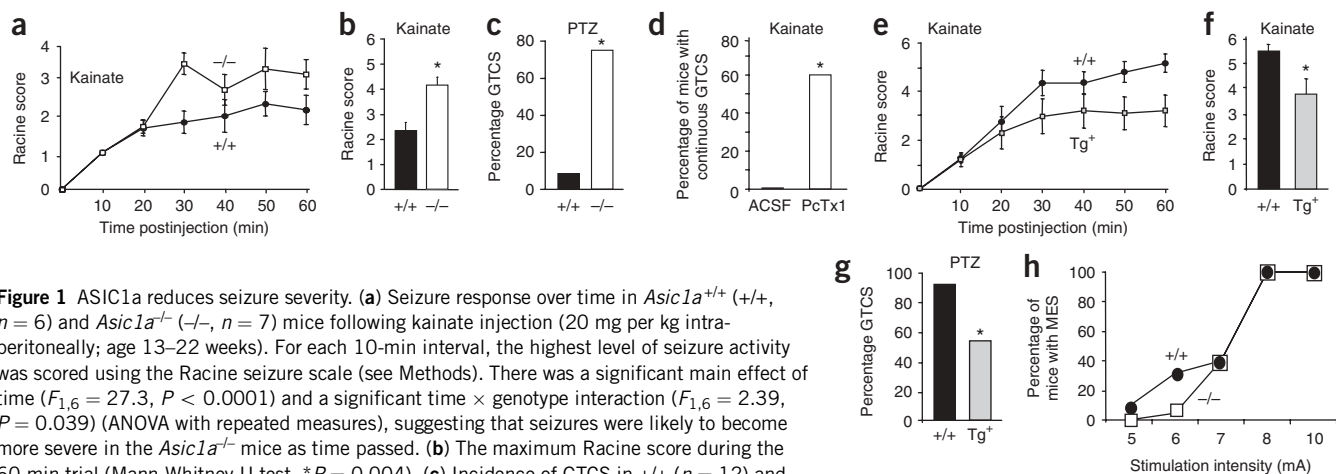 a
Racine score
4
3
2
1
0
Kainate
–/–
+/+
10 20 30 40 50 60
Time postinjection (min)
b
Kainate
Racine score
6
5
4
3
2
1
0
*
+/+ –/–
c
PTZ
Percentage GTCS
80
60
40
20
0
*
+/+ –/–
d
Kainate
Percentage of mice with
continuous GTCS
80
60
40
20
0
*
ACSF PcTx1
e
Kainate
Racine score
6
4
2
0
+/+
Tg+
10 20 30 40 50 60
Time postinjection (min)
f
Kainate
Racine score
6
5
4
3
2
1
0
*
+/+ Tg+
g
PTZ
Percentage GTCS
100
80
60
40
20
0
*
+/+ Tg+
h
Percentage of
mice with MES
100
80
60
40
20
0
+/+
–/–
5 6 7 8 10
Stimulation intensity (mA)
Figure 1 ASIC1a reduces seizure severity. (a) Seizure response over time in Asic1a+/+ (+/+,
n = 6) and Asic1a–/– (–/–, n = 7) mice following kainate injection (20 mg per kg intra-
peritoneally; age 13–22 weeks). For each 10-min interval, the highest level of seizure activity
was scored using the Racine seizure scale (see Methods). There was a significant main effect of
time (F1,6 = 27.3, P < 0.0001) and a significant time × genotype interaction (F1,6 = 2.39,
P = 0.039) (ANOVA with repeated measures), suggesting that seizures were likely to become
more severe in the Asic1a–/– mice as time passed. (b) The maximum Racine score during the
60-min trial (Mann-Whitney U test, *P = 0.004). (c) Incidence of GTCS in +/+ (n = 12) and